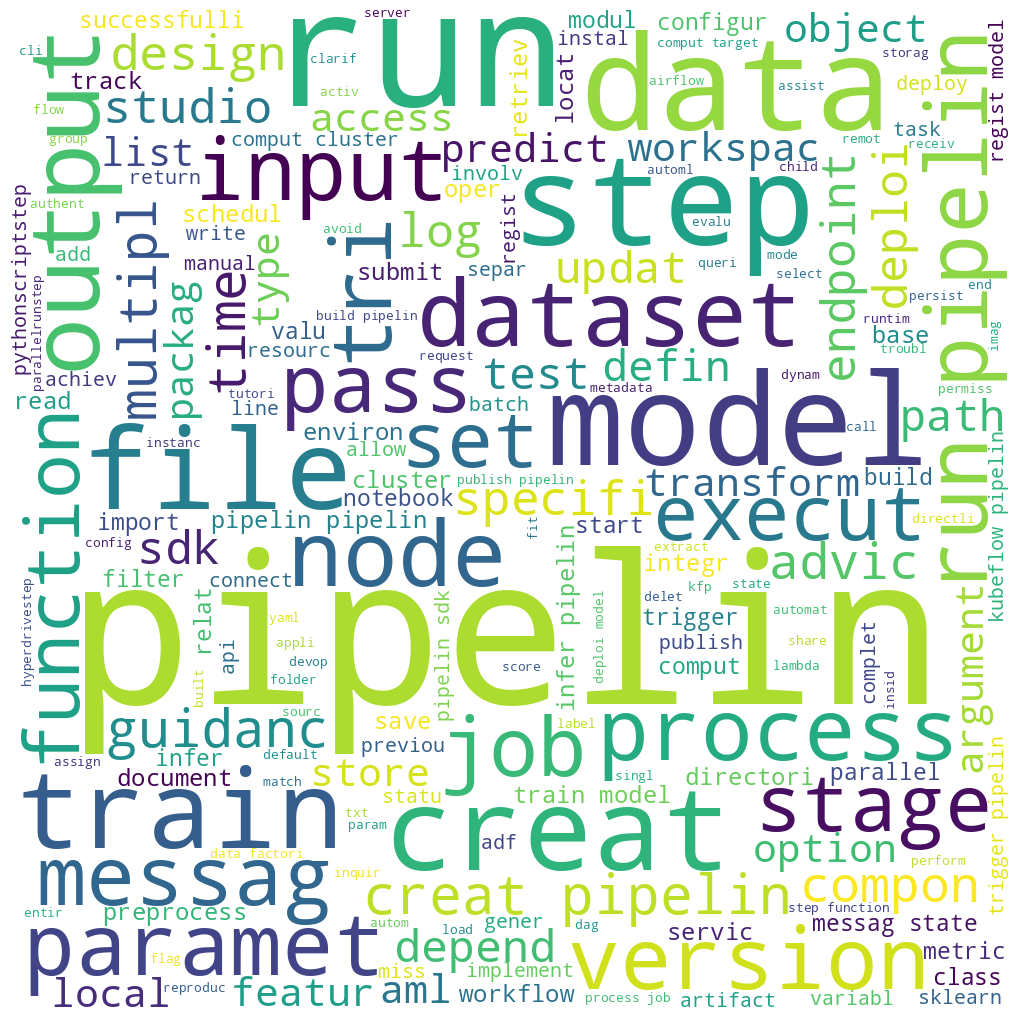 successfulli
server
run
modul
configur
object
cli
design
clarif
instal
comput target
data
storag
regist model
output
track
activ
retriev
locat
airflow
assist
deploy
pipelin
flow
studio
access
task
group
list
comput cluster
predict
workspac
remot
receiv
return
input
involv
automl
child
step
endpoint
deploi
authent
multipl
schedul
oper
regist
evalu
add
write
avoid
tri
log
updat
queri
mode
pythonscriptstep
parallelrunstep
packag
manual
time
type
submit
separ
select
persist
end
build pipelin
dataset
runtim
base
imag
valu
resourc
request
troubl
achiev
pass
test
defin
dynam
permiss
read
tutori
line
batch
metadata
model
path
function
file
instanc
environ
set
call
allow
cluster
publish pipelin
specifi
transform
build
notebook
execut
run
kubeflow pipelin
import
pipelin pipelin
start
directli
config
sdk
node
fit
infer pipelin
extract
integr
advic
filter
connect
kfp
state
hyperdrivestep
relat
pipelin
pipelin sdk
deploi model
delet
automat
yaml
trigger
argument
api
appli
publish
share
complet
devop
score
comput
lambda
insid
built
folder
guidanc
sourc
save
label
job
process
infer
default
previou
assign
document
match
store
singl
directori
parallel
trigger pipelin
train
statu
train model
stage
txt
creat
param
adf
option
messag
data factori
inquir
perform
creat pipelin
compon
step function
entir
preprocess
autom
load
gener
dag
servic
messag state
paramet
flag
depend
version
metric
miss
implement
class
local
reproduc
featur
aml
workflow
process job
artifact
variabl
sklearn